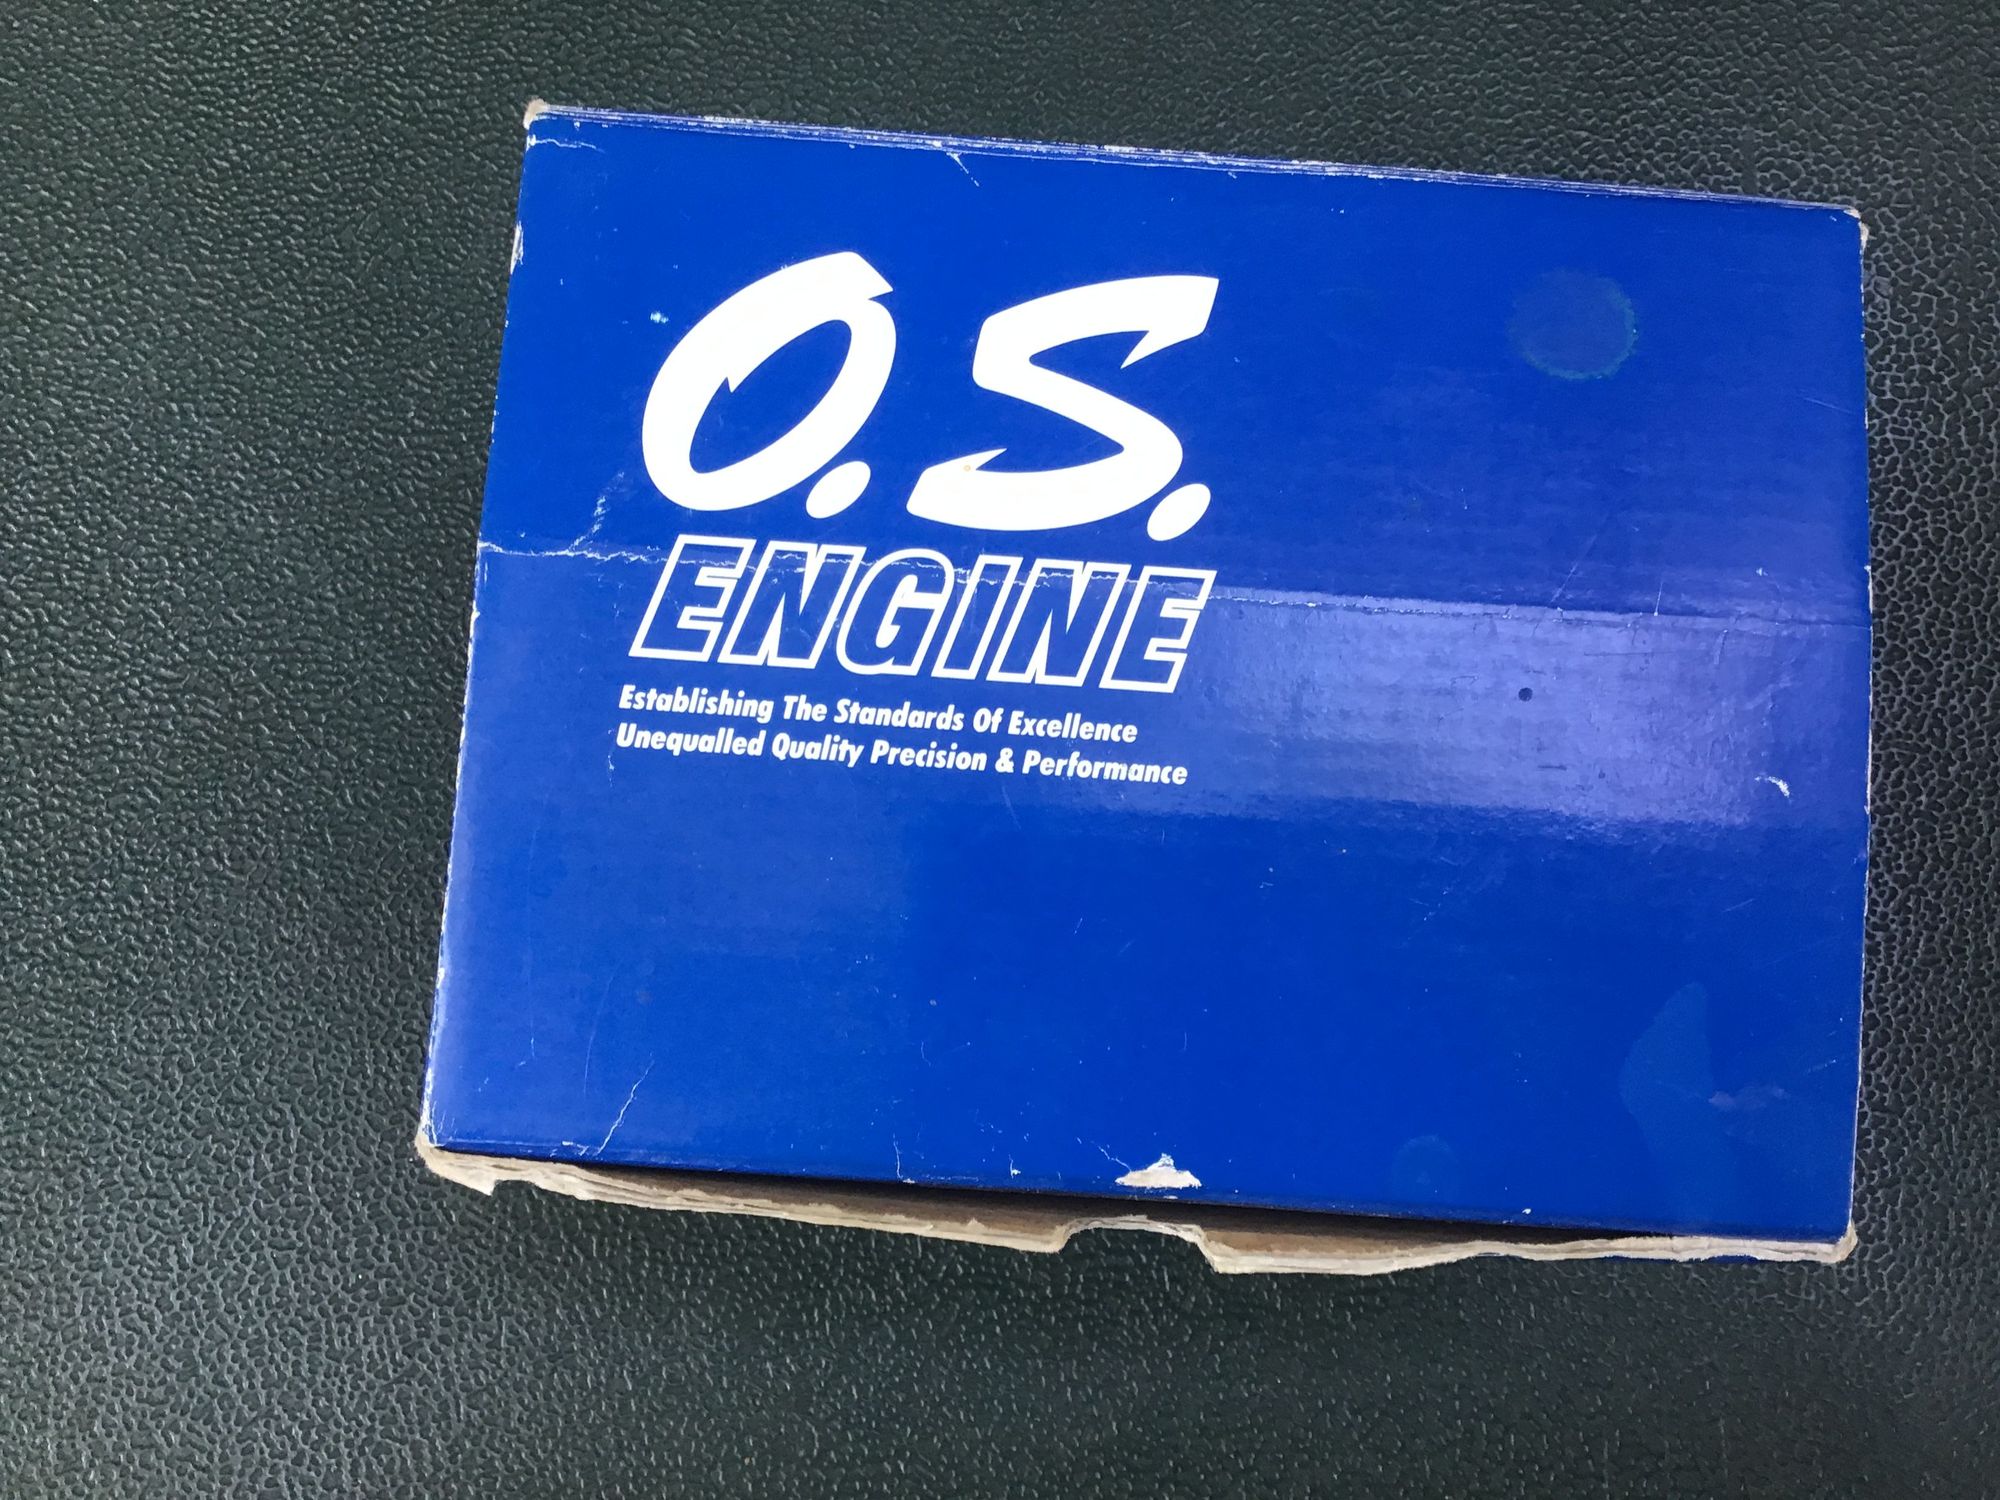 O.S.
ENGINE
Establishing The Standards Of Excellence
Unequalled Quality Precision & Performance